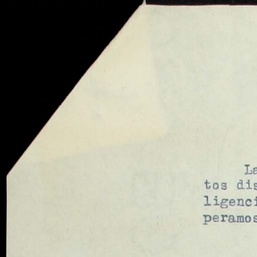 La
tos dis
ligenci
peramos